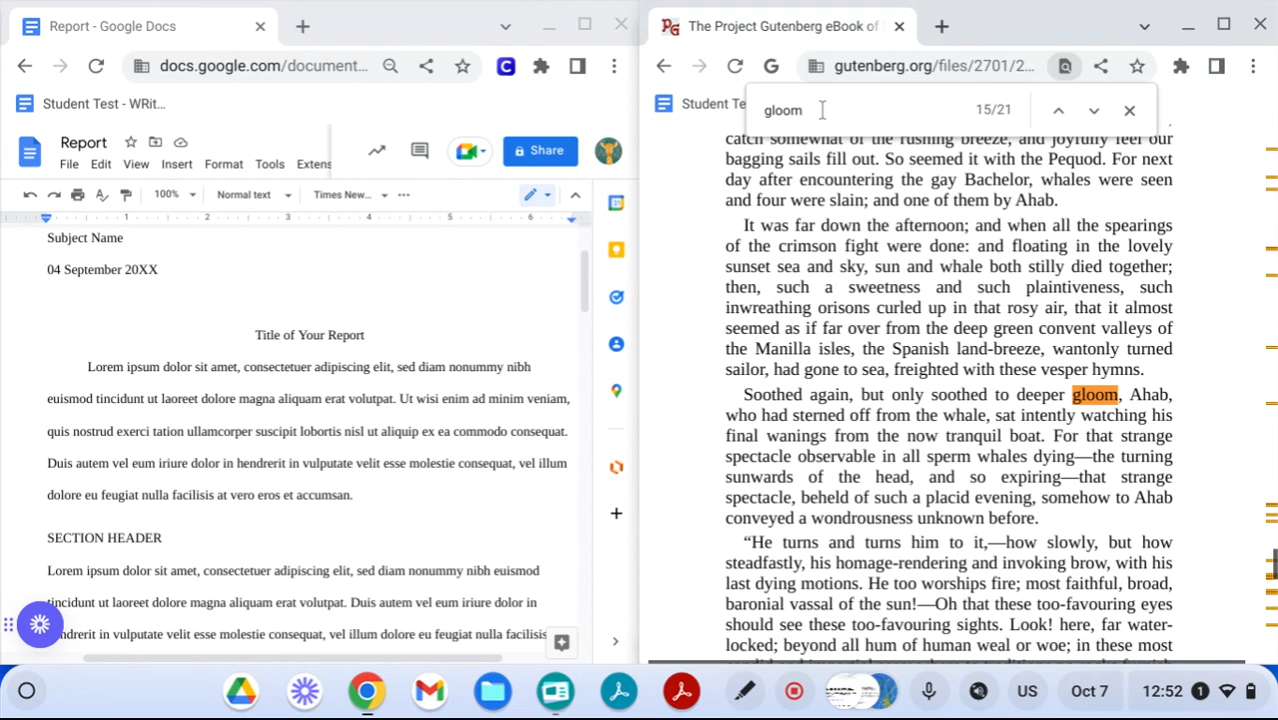 Report - Google Docs
docs.google.com/document...
Student Test - WRit...
Report
File Edit View Insert Format Tools Extens
Share
100% Normal text Times New...
1 2 3 4 5 6
Subject Name
04 September 20XX
Title of Your Report
Lorem ipsum dolor sit amet, consectetuer adipiscing elit, sed diam nonummy nibh
euismod tincidunt ut laoreet dolore magna aliquam erat volutpat. Ut wisi enim ad minim veniam,
quis nostrud exerci tation ullamcorper suscipit lobortis nisl ut aliquip ex ea commodo consequat.
Duis autem vel eum iriure dolor in hendrerit in vulputate velit esse molestie consequat, vel illum
dolore eu feugiat nulla facilisis at vero eros et accumsan.
SECTION HEADER
Lorem ipsum dolor sit amet, consectetuer adipiscing elit, sed diam nonummy nibh euismod
tincidunt ut laoreet dolore magna aliquam erat volutpat. Duis autem vel eum iriure dolor in
hendrerit in vulputate velit esse molestie consequat, vel illum dolore eu feugiat nulla facilisis
The Project Gutenberg eBook of
gutenberg.org/files/2701/2...
Student Te
gloom 15/21
catch somewhat of the rushing breeze, and joyfully feel our
bagging sails fill out. So seemed it with the Pequod. For next
day after encountering the gay Bachelor, whales were seen
and four were slain; and one of them by Ahab.
It was far down the afternoon; and when all the spearings
of the crimson fight were done: and floating in the lovely
sunset sea and sky, sun and whale both stilly died together;
then, such a sweetness and such plaintiveness, such
inwreathing orisons curled up in that rosy air, that it almost
seemed as if far over from the deep green convent valleys of
the Manilla isles, the Spanish land-breeze, wantonly turned
sailor, had gone to sea, freighted with these vesper hymns.
Soothed again, but only soothed to deeper gloom, Ahab,
who had sterned off from the whale, sat intently watching his
final wanings from the now tranquil boat. For that strange
spectacle observable in all sperm whales dying—the turning
sunwards of the head, and so expiring—that strange
spectacle, beheld of such a placid evening, somehow to Ahab
conveyed a wondrousness unknown before.
“He turns and turns him to it,—how slowly, but how
steadfastly, his homage-rendering and invoking brow, with his
last dying motions. He too worships fire; most faithful, broad,
baronial vassal of the sun!—Oh that these too-favouring eyes
should see these too-favouring sights. Look! here, far water-
locked; beyond all hum of human weal or woe; in these most
US Oct 7 12:52 1